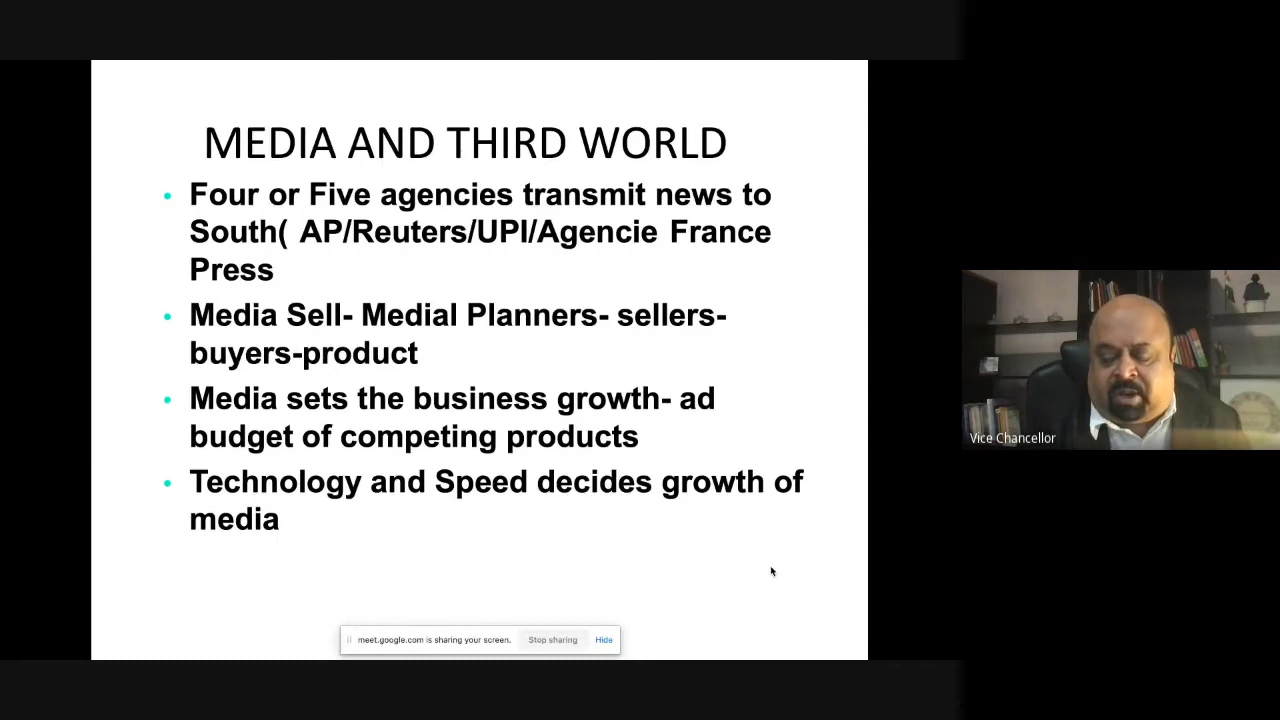 MEDIA AND THIRD WORLD
• Four or Five agencies transmit news to
South( AP/Reuters/UPI/Agencie France
Press
• Media Sell- Medial Planners- sellers-
buyers-product
• Media sets the business growth- ad
budget of competing products
• Technology and Speed decides growth of
media
Vice Chancellor
meet.google.com is sharing your screen. Stop sharing Hide